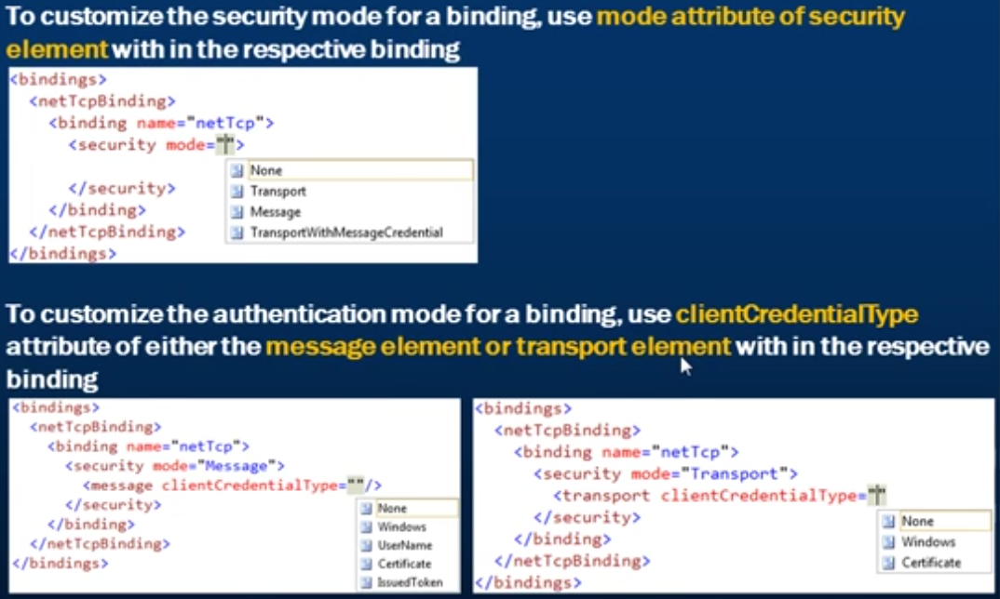 To customize the security mode for a binding, use mode attribute of security
element with in the respective binding
<bindings>
<netTcpBinding>
<binding name="netTcp">
<security mode="">
None
Transport
</security>
Message
</binding>
TransportWithMessageCredential
</netTcpBinding>
</bindings>
To customize the authentication mode for a binding, use clientCredentialType
attribute of either the message element or transport element with in the respective
binding
<bindings>
<netTcpBinding>
<binding name="netTcp">
<security mode="Message">
<message clientCredentialType=""/>
</security>
</binding>
</netTcpBinding>
</bindings>
None
Windows
UserName
Certificate
IssuedToken
<bindings>
<netTcpBinding>
<binding name="netTcp">
<security mode="Transport">
<transport clientCredentialType=""
</security>
</binding>
</netTcpBinding>
</bindings>
None
Windows
Certificate